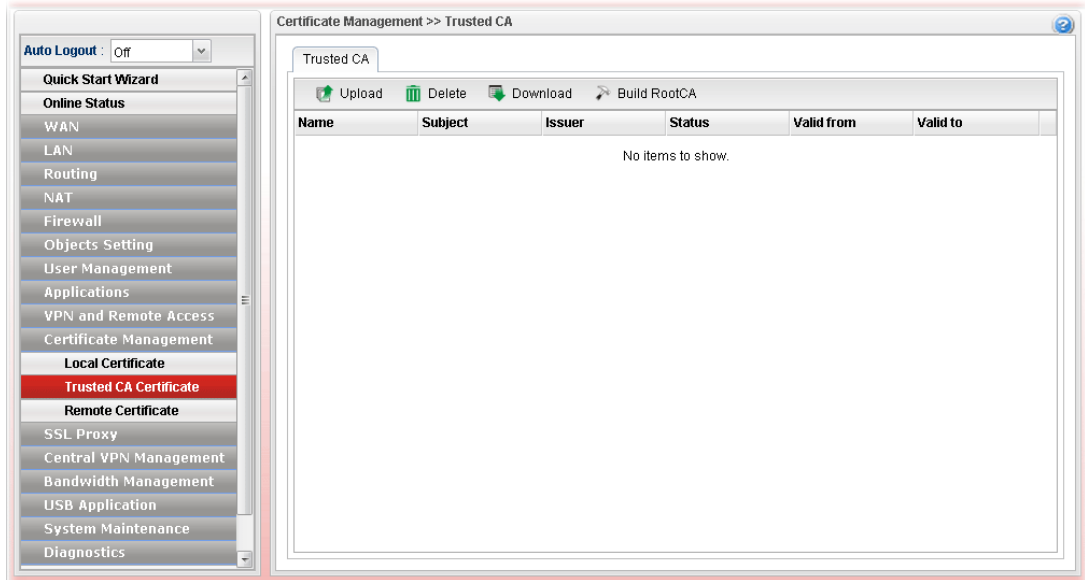 Certificate Management >> Trusted CA
Auto Logout : Off
Quick Start Wizard
Online Status
WAN
LAN
Routing
NAT
Firewall
Objects Setting
User Management
Applications
VPN and Remote Access
Certificate Management
Local Certificate
Trusted CA Certificate
Remote Certificate
SSL Proxy
Central VPN Management
Bandwidth Management
USB Application
System Maintenance
Diagnostics
Trusted CA
Upload Delete Download Build RootCA
Name Subject Issuer Status Valid from Valid to
No items to show.